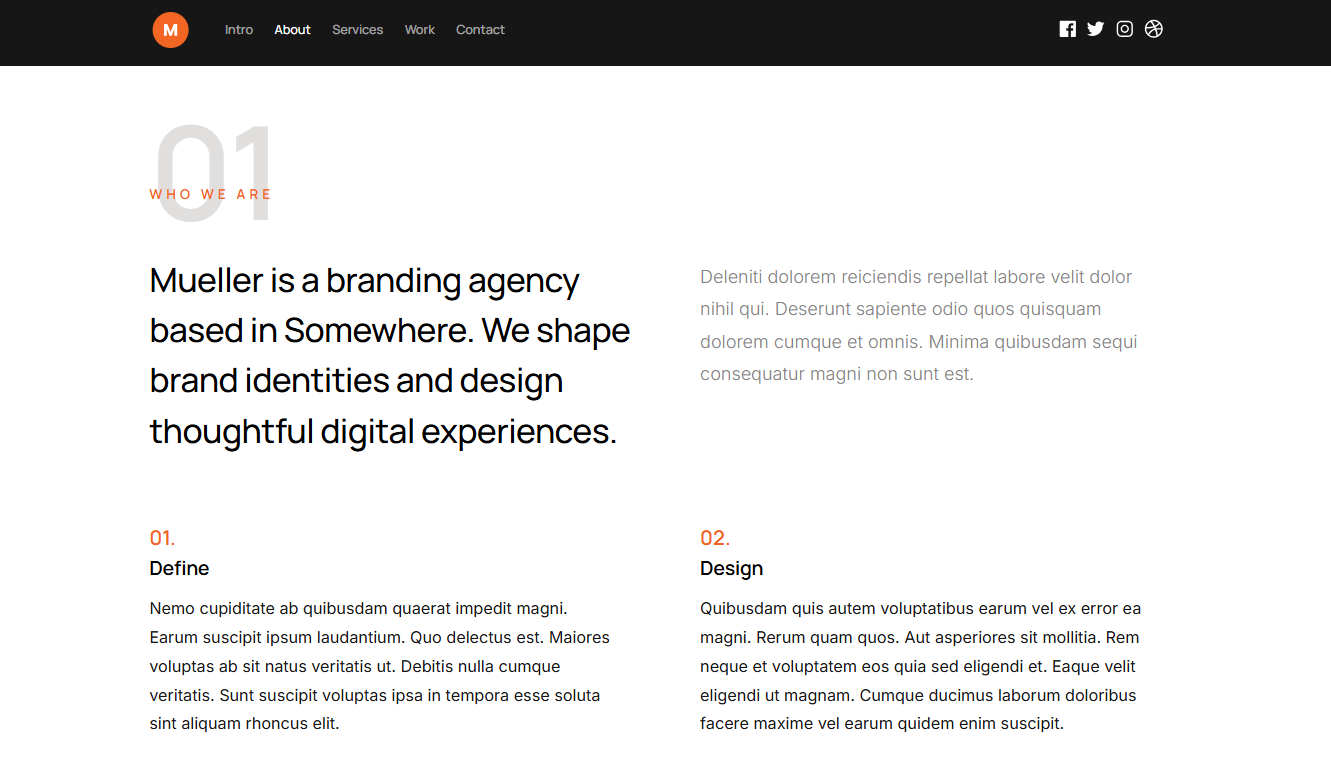 M
Intro About Services Work Contact
01
WHO WE ARE
Mueller is a branding agency
based in Somewhere. We shape
brand identities and design
thoughtful digital experiences.
Deleniti dolorem reiciendis repellat labore velit dolor
nihil qui. Deserunt sapiente odio quos quisquam
dolorem cumque et omnis. Minima quibusdam sequi
consequatur magni non sunt est.
01.
Define
Nemo cupiditate ab quibusdam quaerat impedit magni.
Earum suscipit ipsum laudantium. Quo delectus est. Maiores
voluptas ab sit natus veritatis ut. Debitis nulla cumque
veritatis. Sunt suscipit voluptas ipsa in tempora esse soluta
sint aliquam rhoncus elit.
02.
Design
Quibusdam quis autem voluptatibus earum vel ex error ea
magni. Rerum quam quos. Aut asperiores sit mollitia. Rem
neque et voluptatem eos quia sed eligendi et. Eaque velit
eligendi ut magnam. Cumque ducimus laborum doloribus
facere maxime vel earum quidem enim suscipit.